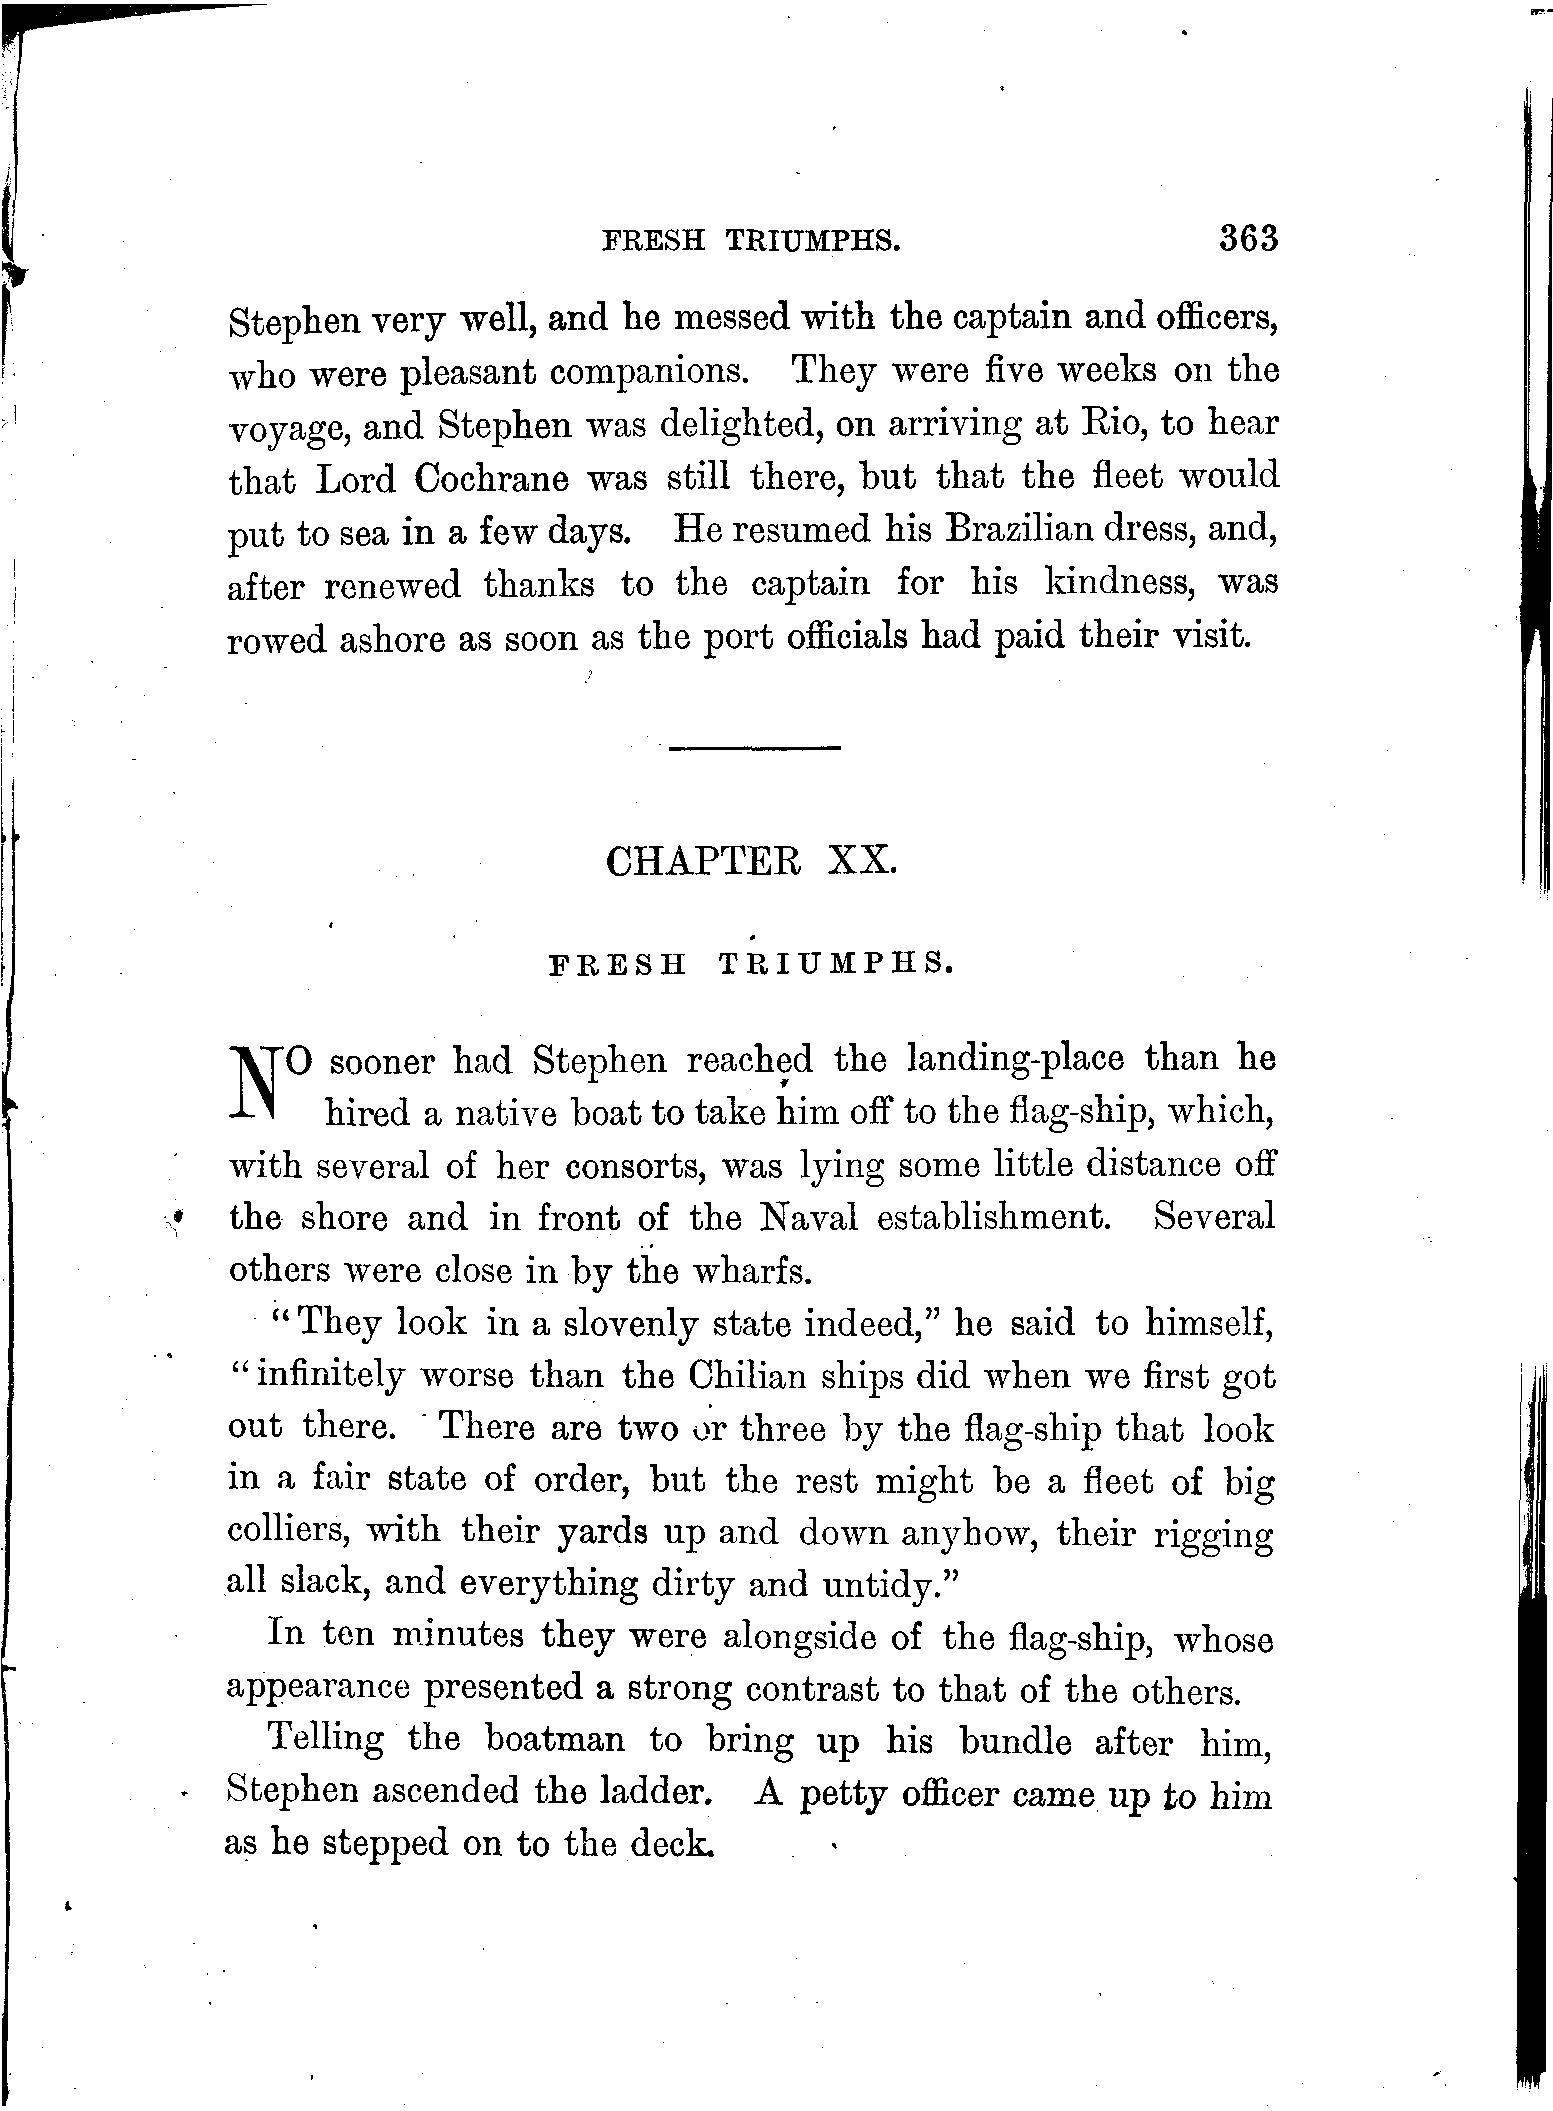 FRESH TRIUMPHS. 363
Stephen very well, and he messed with the captain and officers,
who were pleasant companions. They were five weeks on the
voyage, and Stephen was delighted, on arriving at Rio, to hear
that Lord Cochrane was still there, but that the fleet would
put to sea in a few days. He resumed his Brazilian dress, and,
after renewed thanks to the captain for his kindness, was
rowed ashore as soon as the port officials had paid their visit.
CHAPTER XX.
FRESH TRIUMPHS.
NO sooner had Stephen reached the landing-place than he
hired a native boat to take him off to the flag-ship, which,
with several of her consorts, was lying some little distance off
the shore and in front of the Naval establishment. Several
others were close in by the wharfs.
"They look in a slovenly state indeed," he said to himself,
"infinitely worse than the Chilian ships did when we first got
out there. There are two or three by the flag-ship that look
in a fair state of order, but the rest might be a fleet of big
colliers, with their yards up and down anyhow, their rigging
all slack, and everything dirty and untidy."
In ten minutes they were alongside of the flag-ship, whose
appearance presented a strong contrast to that of the others.
Telling the boatman to bring up his bundle after him,
Stephen ascended the ladder. A petty officer came up to him
as he stepped on to the deck.